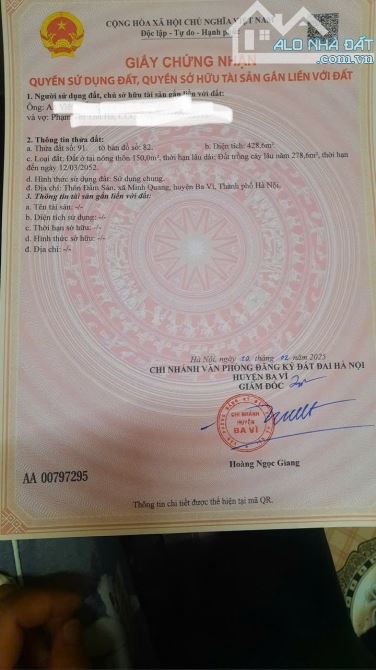 CỘNG HÒA XÃ HỘI CHỦ NGHĨA VIỆT NAM
Độc lập - Tự do - Hạnh phúc
ALO NHÀ ĐẤT
.com.vn
GIẤY CHỨNG NHẬN
QUYỀN SỬ DỤNG ĐẤT, QUYỀN SỞ HỮU TÀI SẢN GẮN LIỀN VỚI ĐẤT
1. Người sử dụng đất, chủ sở hữu tài sản gắn liền với đất:
Ông:
và vợ: Phạm
2. Thông tin thửa đất:
a. Thửa đất số: 91. tờ bản đồ số: 82. b. Diện tích: 428,6m²
c. Loại đất: Đất ở tại nông thôn 150,0m², thời hạn lâu dài: Đất trồng cây lâu năm 278,6m², thời hạn
đến ngày 12/03/2052.
d. Hình thức sử dụng đất: Sử dụng chung.
đ. Địa chỉ: Thôn Đầm Sản, xã Minh Quang, huyện Ba Vì, Thành phố Hà Nội.
3. Thông tin tài sản gắn liền với đất:
a. Tên tài sản: -/-
b. Diện tích sử dụng: -/-
c. Thời hạn sở hữu: -/-
d. Hình thức sở hữu: -/-
đ. Địa chỉ: -/-
Hà Nội, ngày 20 tháng 02 năm 2025
CHI NHÁNH VĂN PHÒNG ĐĂNG KÝ ĐẤT ĐAI HÀ NỘI
HUYỆN BA VÌ
GIÁM ĐỐC
CHI NHÁNH
HUYỆN
BA VÌ
Hoàng Ngọc Giang
AA 00797295
Thông tin chi tiết được thể hiện tại mã QR.